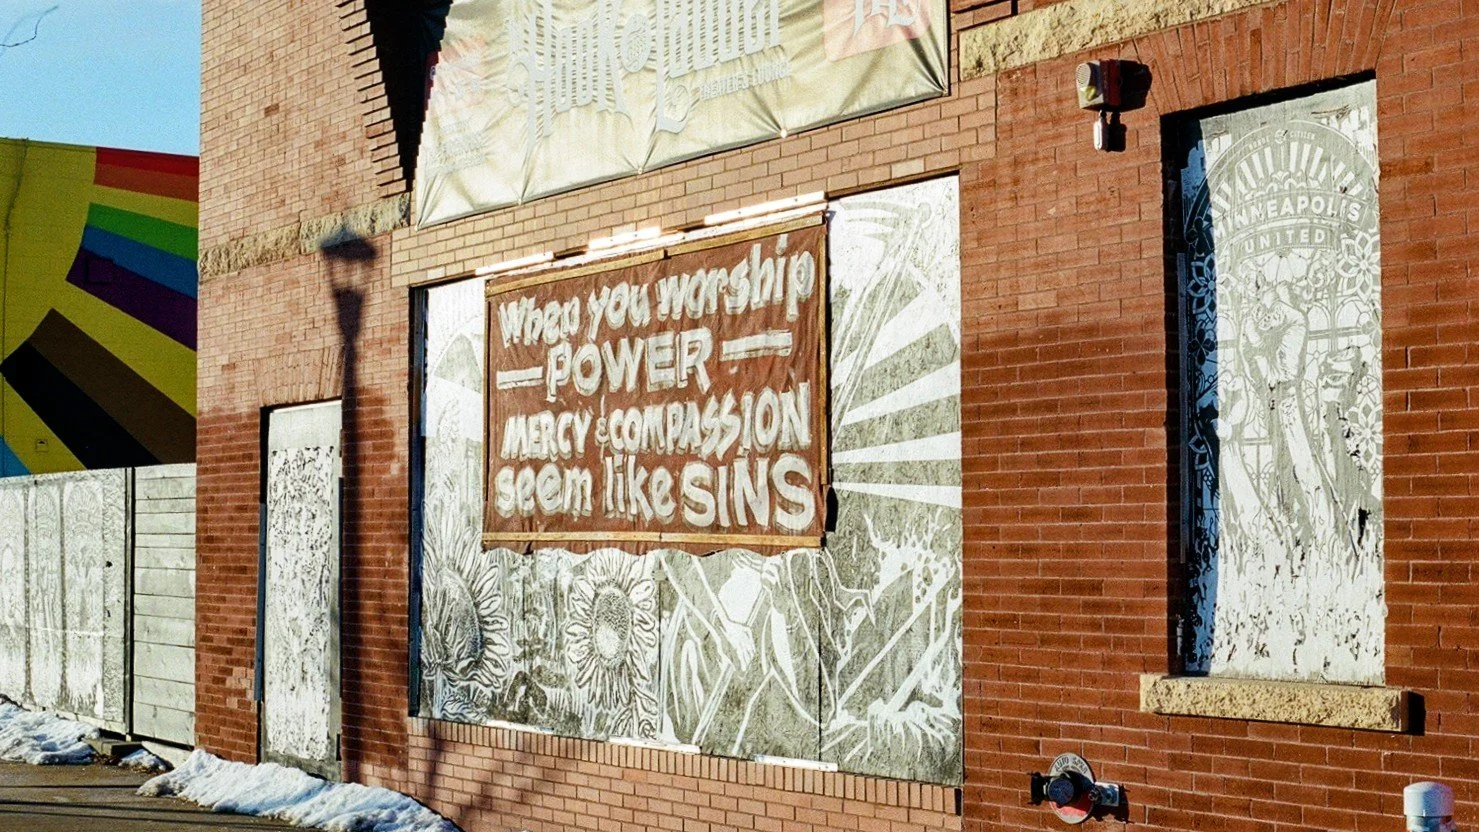 When you worship
— POWER —
MERCY & COMPASSION
seem like SINS
MINNEAPOLIS
UNITED